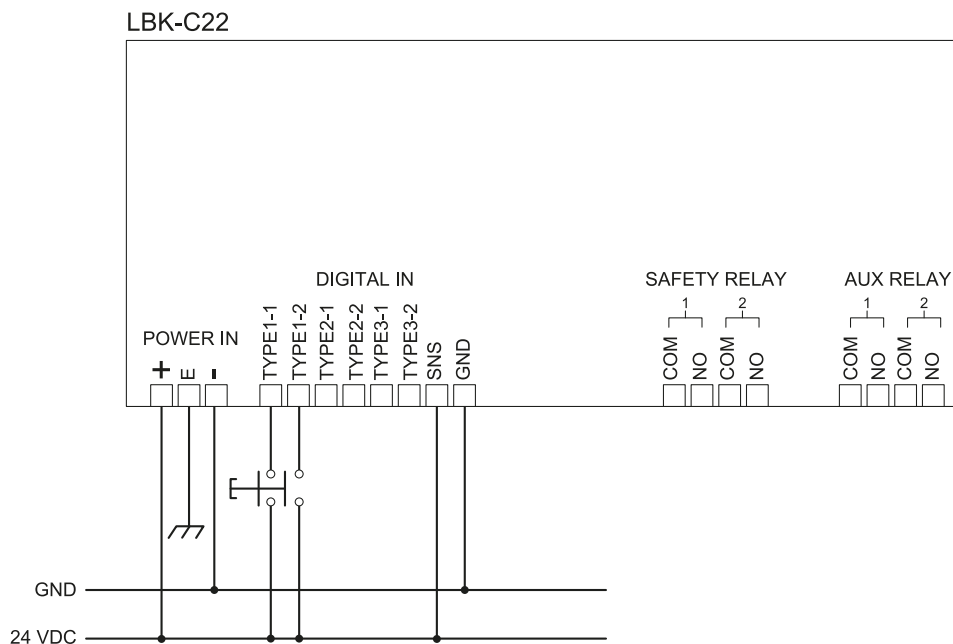 LBK-C22
DIGITAL IN
SAFETY RELAY
AUX RELAY
1 2
1 2
POWER IN
+ E -
TYPE1-1
TYPE1-2
TYPE2-1
TYPE2-2
TYPE3-1
TYPE3-2
SNS
GND
COM
NO
COM
NO
COM
NO
COM
NO
GND
24 VDC